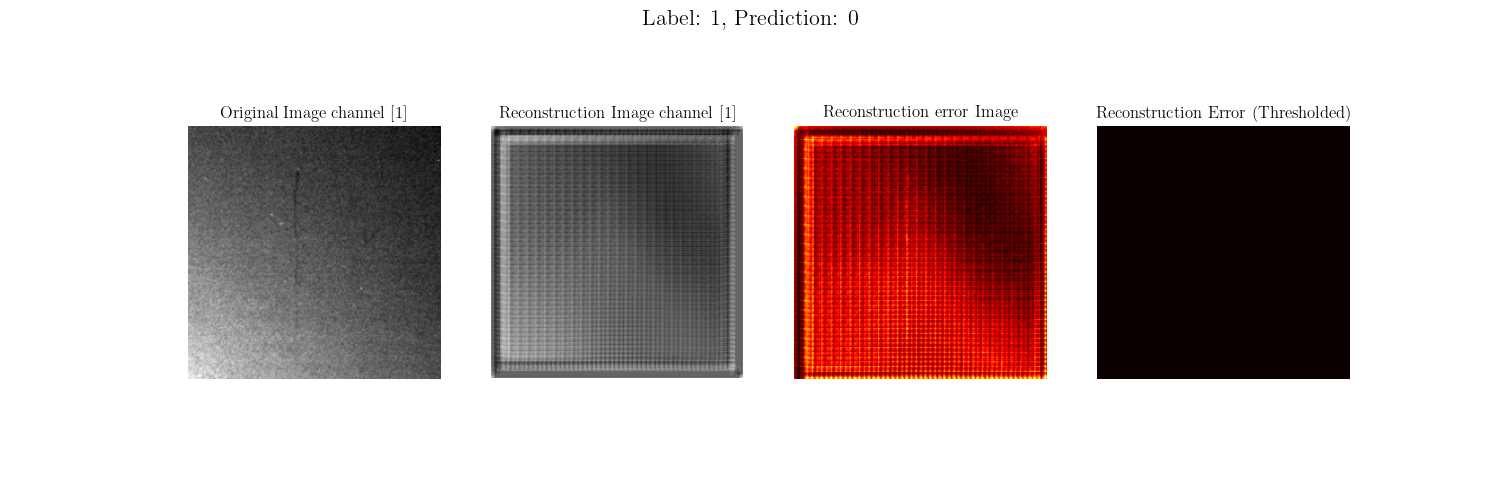 Label: 1, Prediction: 0
Original Image channel [1]
Reconstruction Image channel [1]
Reconstruction error Image
Reconstruction Error (Thresholded)